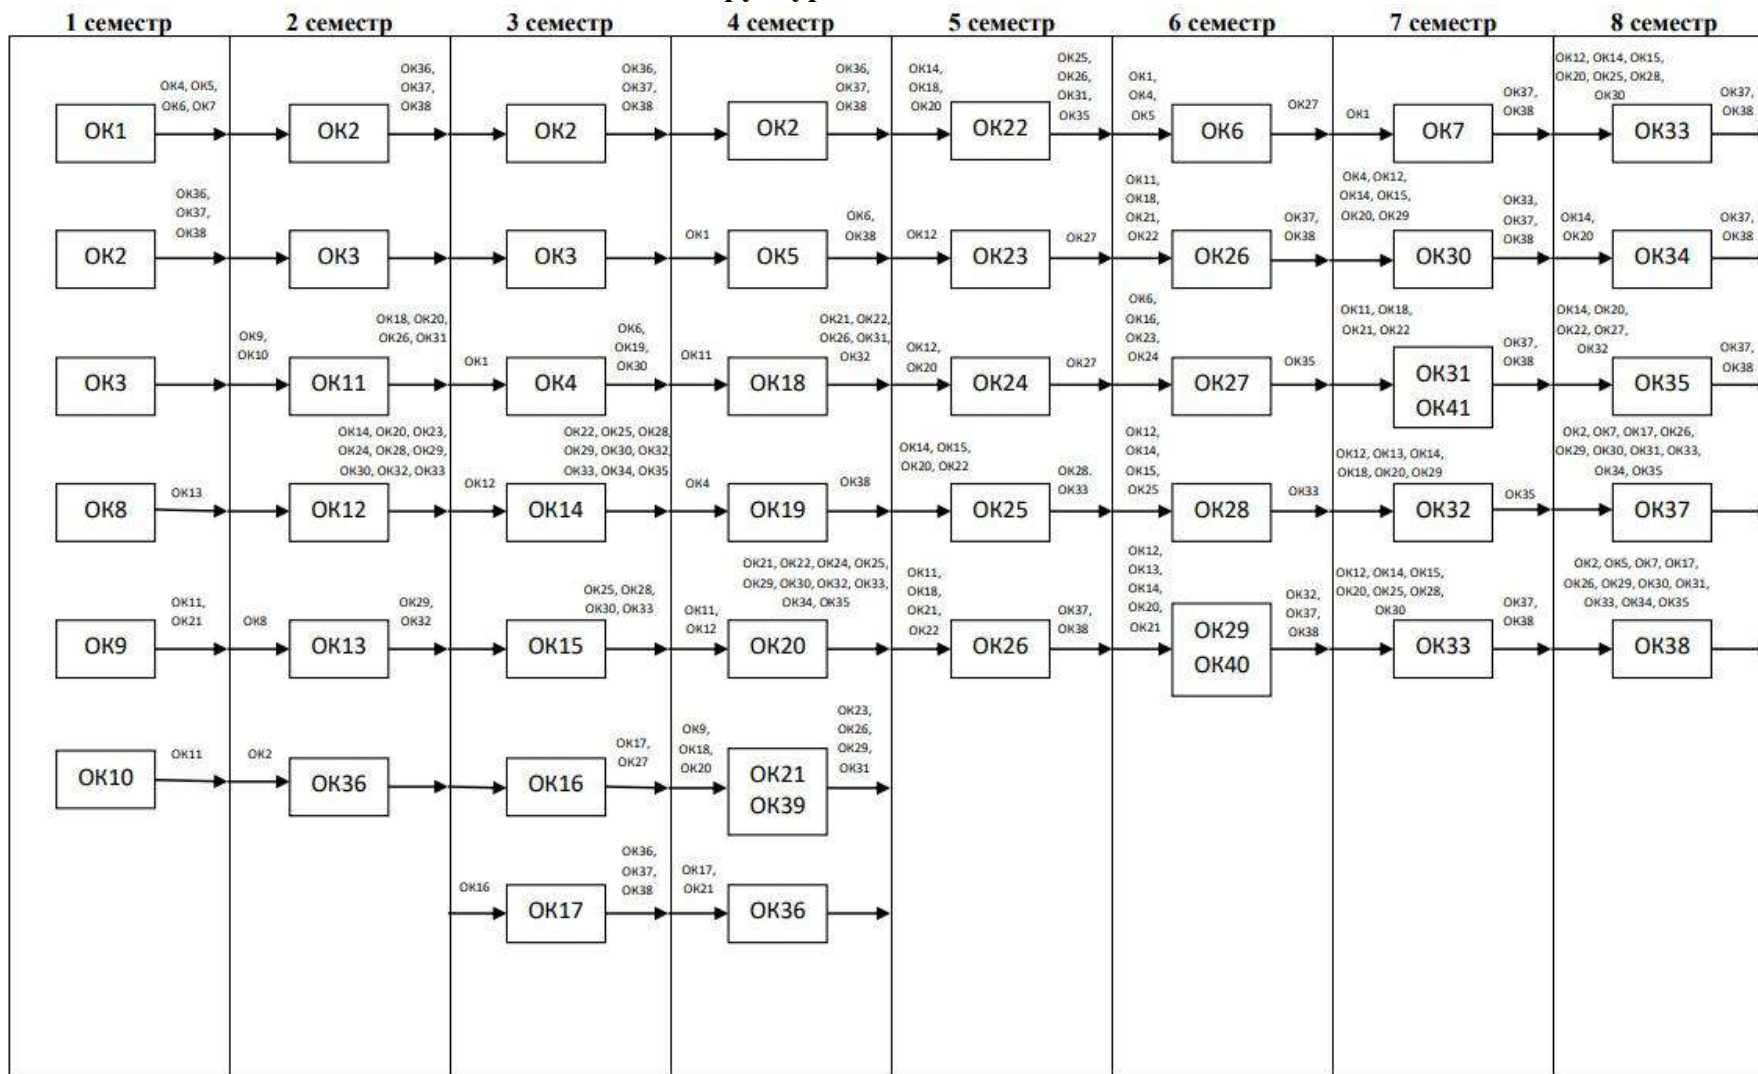 1 семестр
2 семестр
3 семестр
4 семестр
5 семестр
6 семестр
7 семестр
8 семестр
ОК4, ОК5,
ОК6, ОК7
ОК1
ОК36,
ОК37,
ОК38
ОК2
ОК3
ОК13
ОК8
ОК11,
ОК21
ОК9
ОК11
ОК10
ОК36,
ОК37,
ОК38
ОК2
ОК3
ОК9,
ОК10
ОК18, ОК20,
ОК26, ОК31
ОК11
ОК14, ОК20, ОК23,
ОК24, ОК28, ОК29,
ОК30, ОК32, ОК33
ОК12
ОК8
ОК29,
ОК32
ОК13
ОК2
ОК36
ОК36,
ОК37,
ОК38
ОК2
ОК3
ОК1
ОК6,
ОК19,
ОК30
ОК4
ОК12
ОК22, ОК25, ОК28,
ОК29, ОК30, ОК32,
ОК33, ОК34, ОК35
ОК14
ОК25, ОК28,
ОК30, ОК33
ОК15
ОК17,
ОК27
ОК16
ОК16
ОК36,
ОК37,
ОК38
ОК17
ОК36,
ОК37,
ОК38
ОК2
ОК1
ОК6,
ОК38
ОК5
ОК11
ОК21, ОК22,
ОК26, ОК31,
ОК32
ОК18
ОК4
ОК38
ОК19
ОК11,
ОК12
ОК21, ОК22, ОК24, ОК25,
ОК29, ОК30, ОК32, ОК33,
ОК34, ОК35
ОК20
ОК9,
ОК18,
ОК20
ОК23,
ОК26,
ОК29,
ОК31
ОК21
ОК39
ОК17,
ОК21
ОК36
ОК14,
ОК18,
ОК20
ОК25,
ОК26,
ОК31,
ОК35
ОК22
ОК12
ОК27
ОК23
ОК12,
ОК20
ОК27
ОК24
ОК14, ОК15,
ОК20, ОК22
ОК28.
ОК33
ОК25
ОК11,
ОК18,
ОК21,
ОК22
ОК37,
ОК38
ОК26
ОК1,
ОК4,
ОК5
ОК27
ОК6
ОК11,
ОК18,
ОК21,
ОК22
ОК37,
ОК38
ОК26
ОК6,
ОК16,
ОК23,
ОК24
ОК35
ОК27
ОК12,
ОК14,
ОК15,
ОК25
ОК33
ОК28
ОК12,
ОК13,
ОК14,
ОК20,
ОК21
ОК32,
ОК37,
ОК38
ОК29
ОК40
ОК1
ОК37,
ОК38
ОК7
ОК4, ОК12,
ОК14, ОК15,
ОК20, ОК29
ОК33,
ОК37,
ОК38
ОК30
ОК11, ОК18,
ОК21, ОК22
ОК37,
ОК38
ОК31
ОК41
ОК12, ОК13, ОК14,
ОК18, ОК20, ОК29
ОК35
ОК32
ОК12, ОК14, ОК15,
ОК20, ОК25, ОК28,
ОК30
ОК37,
ОК38
ОК33
ОК12, ОК14, ОК15,
ОК20, ОК25, ОК28,
ОК30
ОК37,
ОК38
ОК33
ОК14,
ОК20
ОК37,
ОК38
ОК34
ОК14, ОК20,
ОК22, ОК27,
ОК32
ОК37,
ОК38
ОК35
ОК2, ОК7, ОК17, ОК26,
ОК29, ОК30, ОК31, ОК33,
ОК34, ОК35
ОК37
ОК2, ОК5, ОК7, ОК17,
ОК26, ОК29, ОК30, ОК31,
ОК33, ОК34, ОК35
ОК38